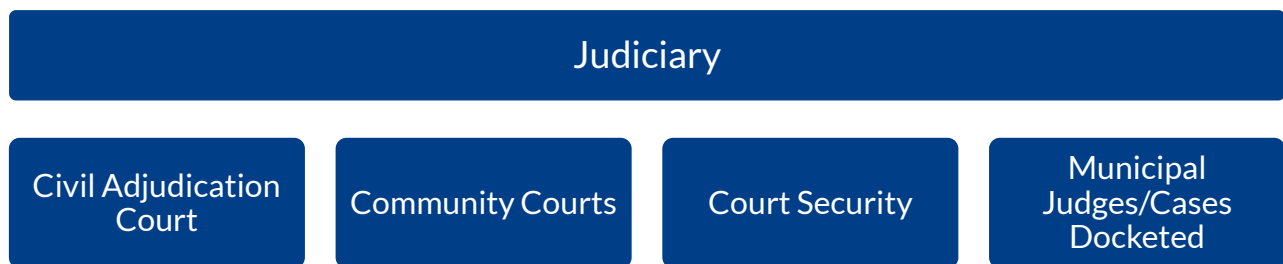 Judiciary
Civil Adjudication
Court
Community Courts
Court Security
Municipal
Judges/Cases
Docketed